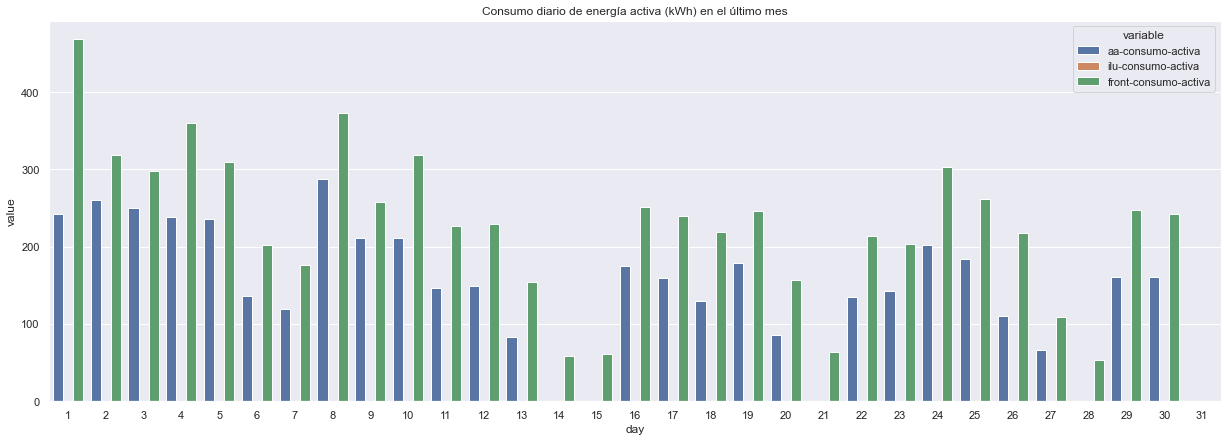 Consumo diario de energía activa (kWh) en el último mes
variable
aa-consumo-activa
ilu-consumo-activa
front-consumo-activa
400
300
200
100
0
value
1 2 3 4 5 6 7 8 9 10 11 12 13 14 15 16 17 18 19 20 21 22 23 24 25 26 27 28 29 30 31
day